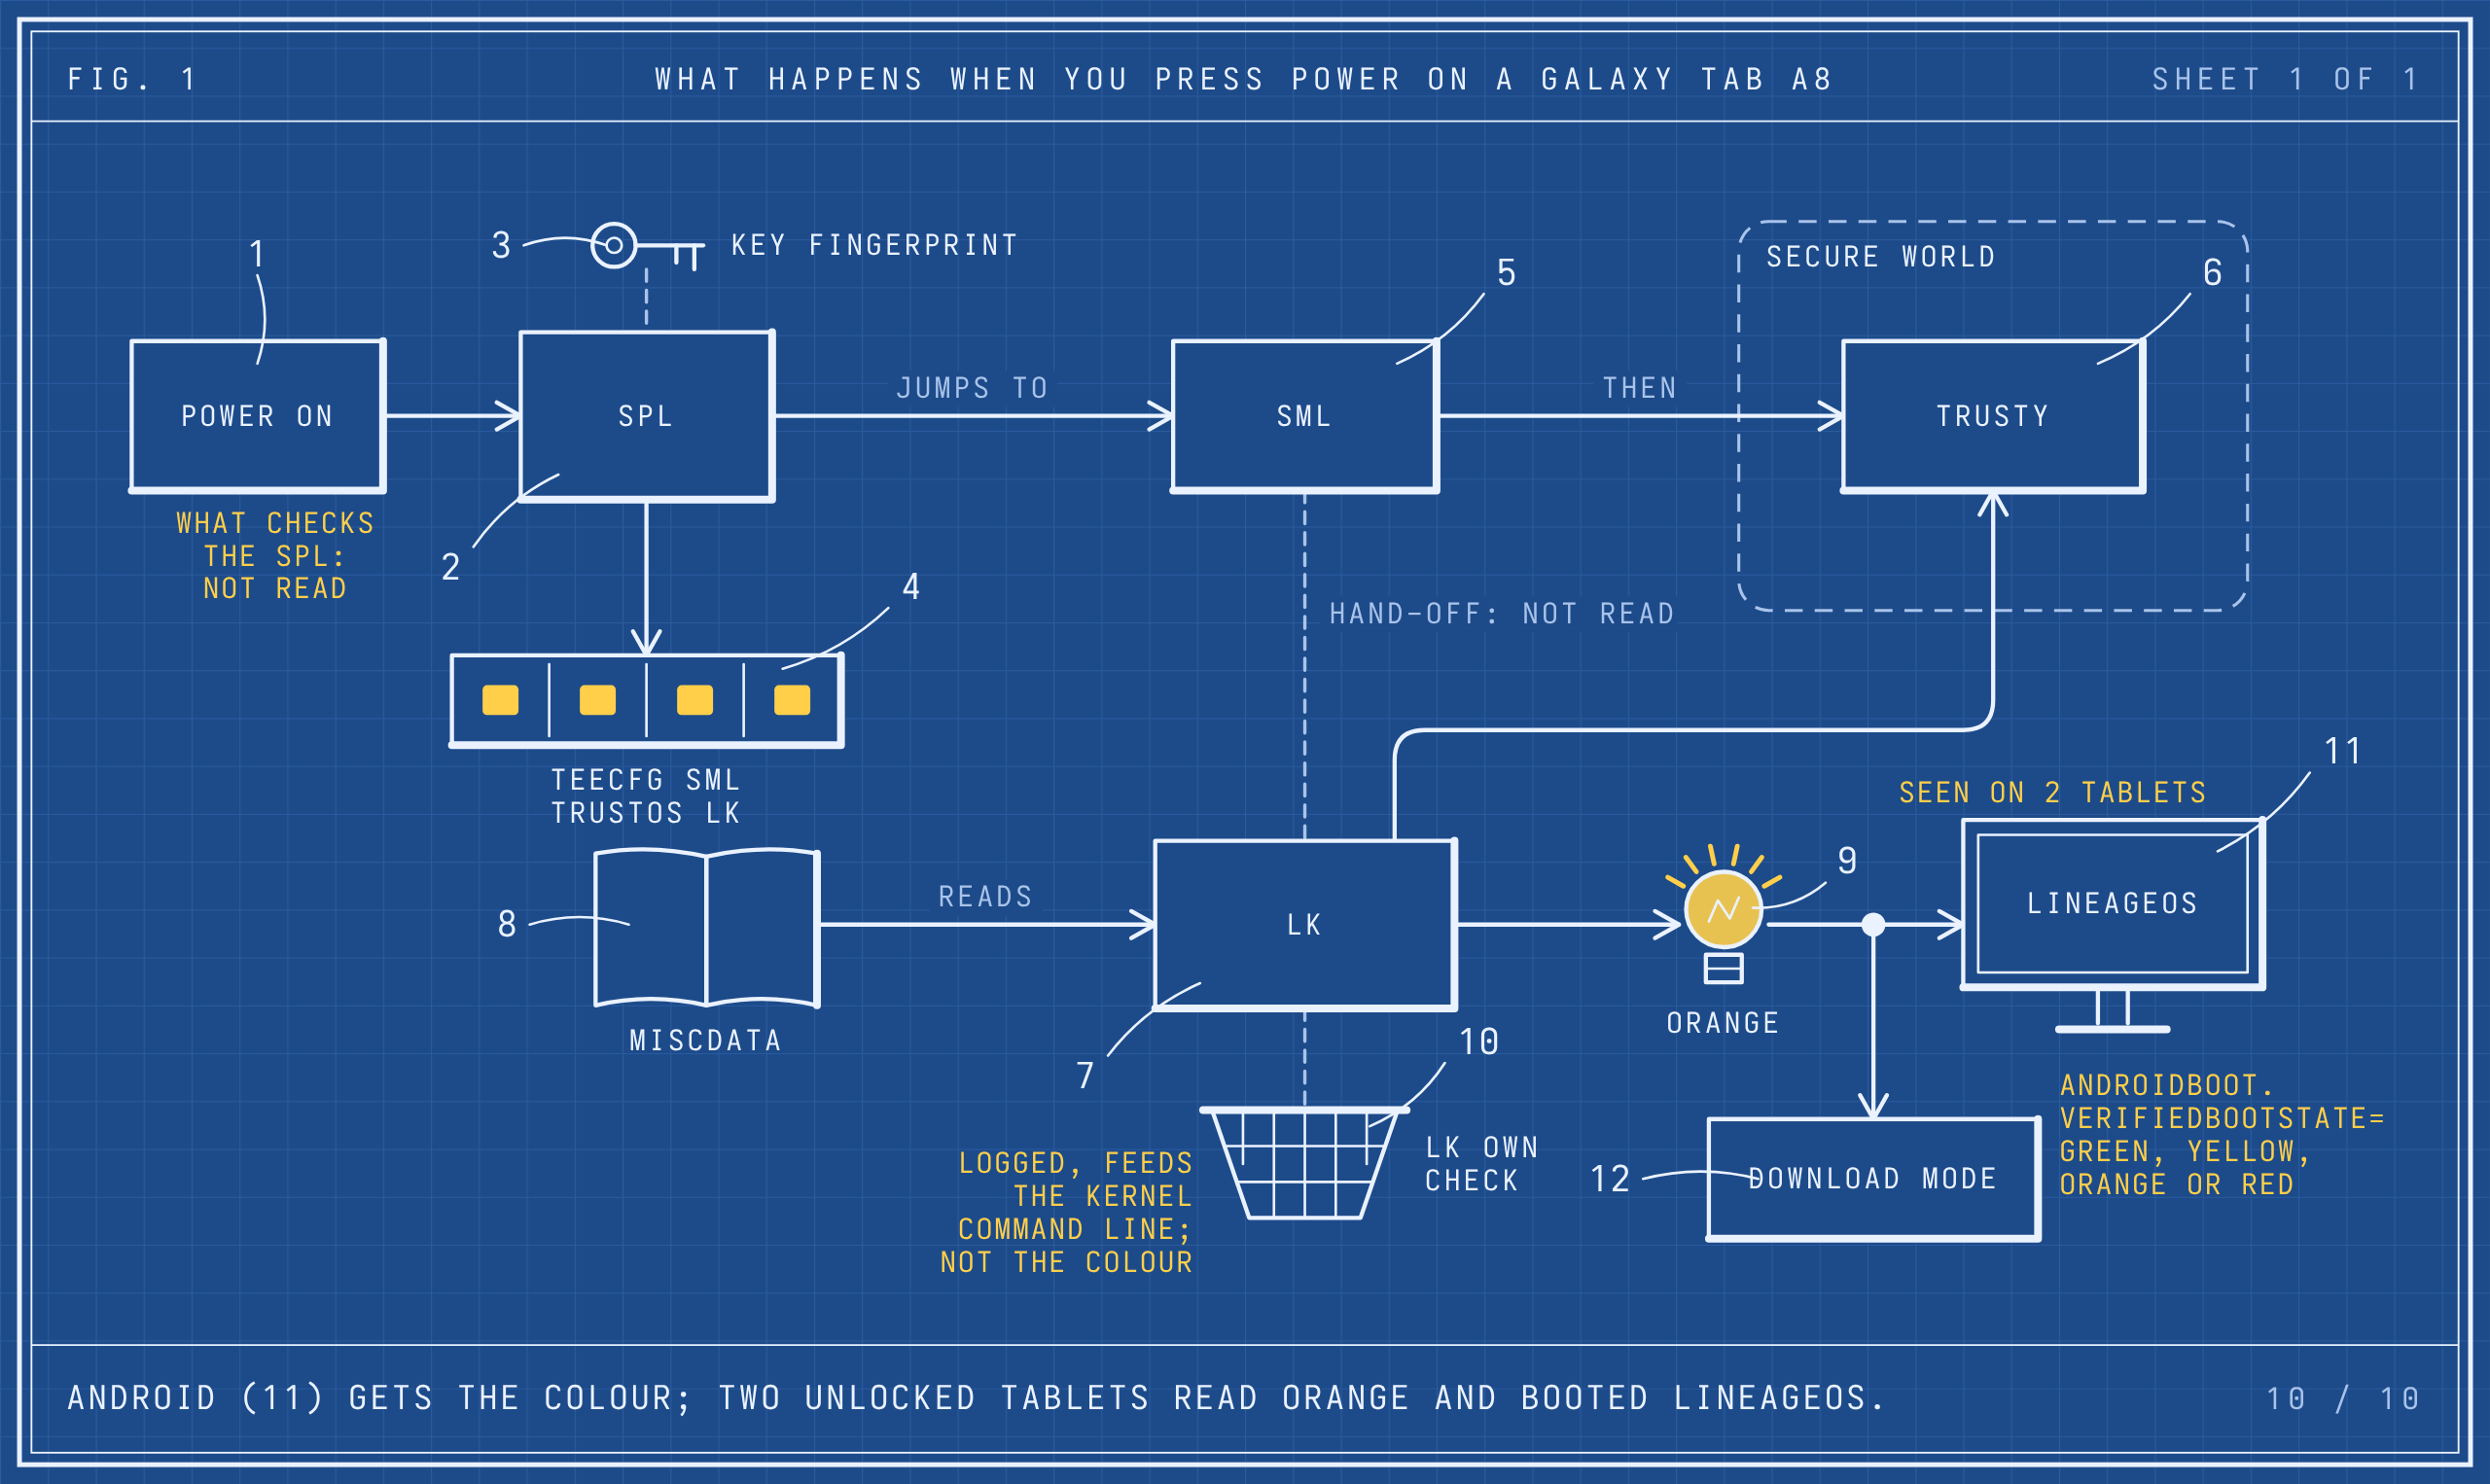 FIG. 1
WHAT HAPPENS WHEN YOU PRESS POWER ON A GALAXY TAB A8
SHEET 1 OF 1
1
3
KEY FINGERPRINT
5
SECURE WORLD
6
POWER ON
SPL
JUMPS TO
SML
THEN
TRUSTY
WHAT CHECKS
THE SPL:
NOT READ
2
4
HAND-OFF: NOT READ
TEECFG SML
TRUSTOS LK
11
SEEN ON 2 TABLETS
8
READS
LK
9
LINEAGEOS
MISCDATA
7
ORANGE
10
LOGGED, FEEDS
THE KERNEL
COMMAND LINE;
NOT THE COLOUR
LK OWN
CHECK
12
DOWNLOAD MODE
ANDROIDBOOT.
VERIFIEDBOOTSTATE=
GREEN, YELLOW,
ORANGE OR RED
ANDROID (11) GETS THE COLOUR; TWO UNLOCKED TABLETS READ ORANGE AND BOOTED LINEAGEOS.
10 / 10